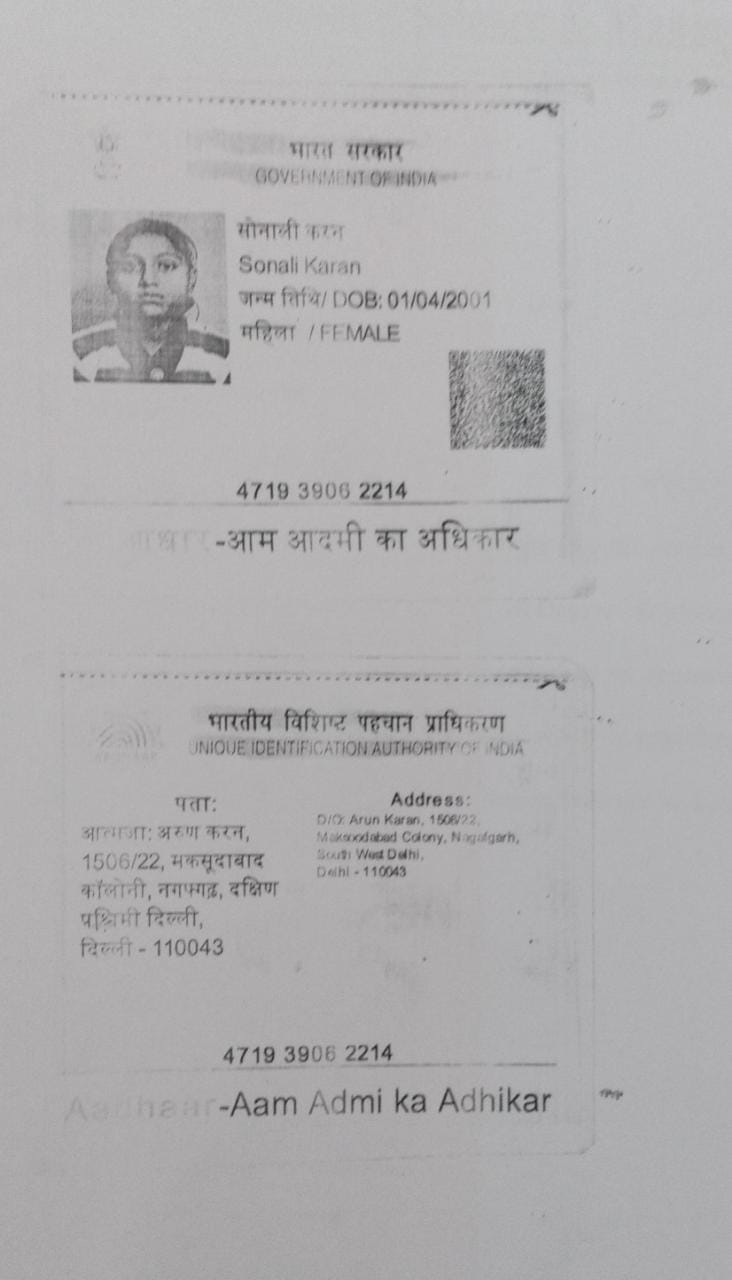 भारत सरकार
GOVERNMENT OF INDIA
सोनाली करन
Sonali Karan
जन्म तिथि/ DOB: 01/04/2001
महिला / FEMALE
4719 3906 2214
आधार-आम आदमी का अधिकार
भारतीय विशिष्ट पहचान प्राधिकरण
UNIQUE IDENTIFICATION AUTHORITY OF INDIA
पता:
आत्मजा: अरुण करन,
1506/22, मकसूदाबाद
कॉलोनी, नगफगढ़, दक्षिण
पश्चिमी दिल्ली,
दिल्ली - 110043
Address:
D/O: Arun Karan, 1506/22,
Maksoodabad Colony, Nagafgarh,
South West Delhi,
Delhi - 110043
4719 3906 2214
Aadhaar-Aam Admi ka Adhikar